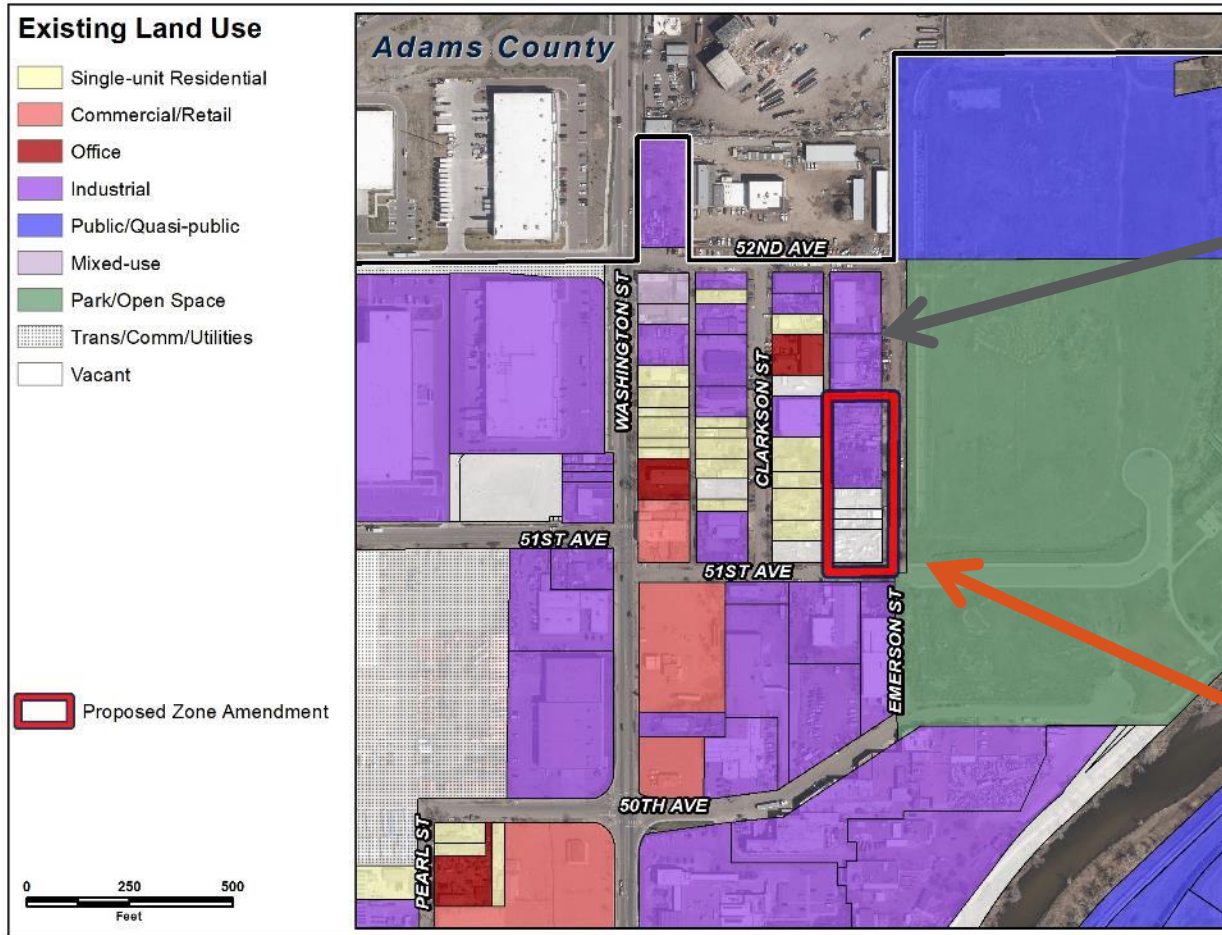 Existing Land Use
Single-unit Residential
Commercial/Retail
Office
Industrial
Public/Quasi-public
Mixed-use
Park/Open Space
Trans/Comm/Utilities
Vacant
Proposed Zone Amendment
0 250 500
Feet
Adams County
52ND AVE
WASHINGTON ST
CLARKSON ST
51ST AVE
51ST AVE
EMERSON ST
50TH AVE
PEARL ST